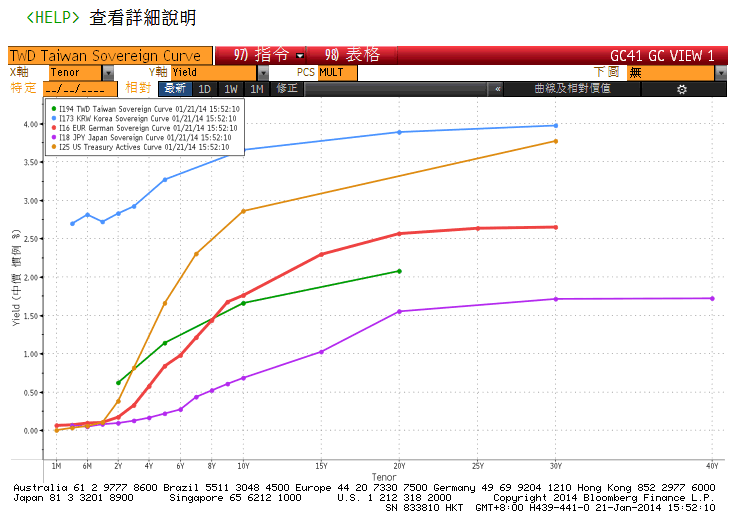 <HELP> 查看詳細說明
TWD Taiwan Sovereign Curve 97) 指令 98) 表格 GC41 GC VIEW 1
X軸 Tenor Y軸 Yield PCS MULT 下圖 無
特定 __/__/____ 相對 最新 1D 1W 1M 修正 « 曲線及相對價值
I194 TWD Taiwan Sovereign Curve 01/21/14 15:52:10
I173 KRW Korea Sovereign Curve 01/21/14 15:52:10
I16 EUR German Sovereign Curve 01/21/14 15:52:10
I18 JPY Japan Sovereign Curve 01/21/14 15:52:10
I25 US Treasury Actives Curve 01/21/14 15:52:10
4.00
3.50
3.00
2.50
2.00
1.50
1.00
0.50
0.00
Yield (中價 慣例 %)
1M 6M 2Y 4Y 6Y 8Y 10Y 15Y 20Y 25Y 30Y 40Y
Tenor
Australia 61 2 9777 8600 Brazil 5511 3048 4500 Europe 44 20 7330 7500 Germany 49 69 9204 1210 Hong Kong 852 2977 6000
Japan 81 3 3201 8900 Singapore 65 6212 1000 U.S. 1 212 318 2000 Copyright 2014 Bloomberg Finance L.P.
SN 833810 HKT GMT+8:00 H439-441-0 21-Jan-2014 15:52:10